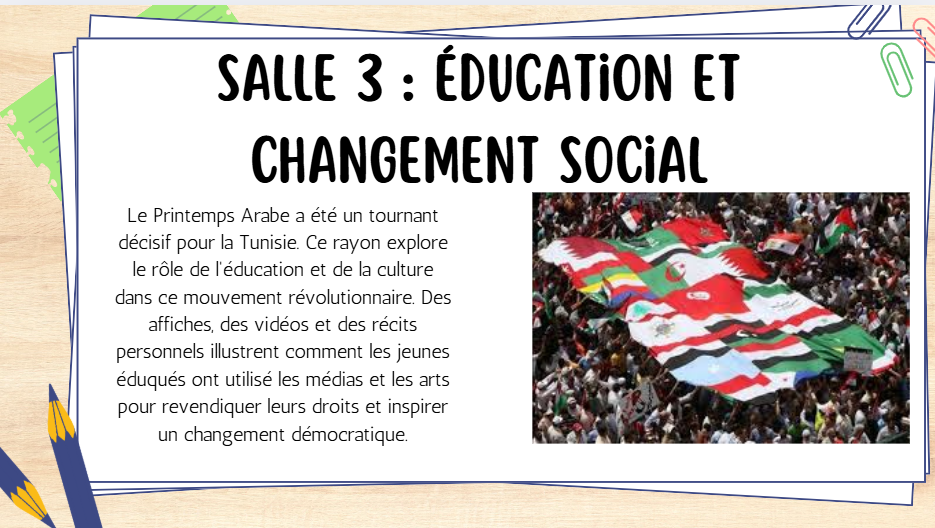 SALLE 3 : ÉDUCATION ET
CHANGEMENT SOCIAL
Le Printemps Arabe a été un tournant
décisif pour la Tunisie. Ce rayon explore
le rôle de l'éducation et de la culture
dans ce mouvement révolutionnaire. Des
affiches, des vidéos et des récits
personnels illustrent comment les jeunes
éduqués ont utilisé les médias et les arts
pour revendiquer leurs droits et inspirer
un changement démocratique.